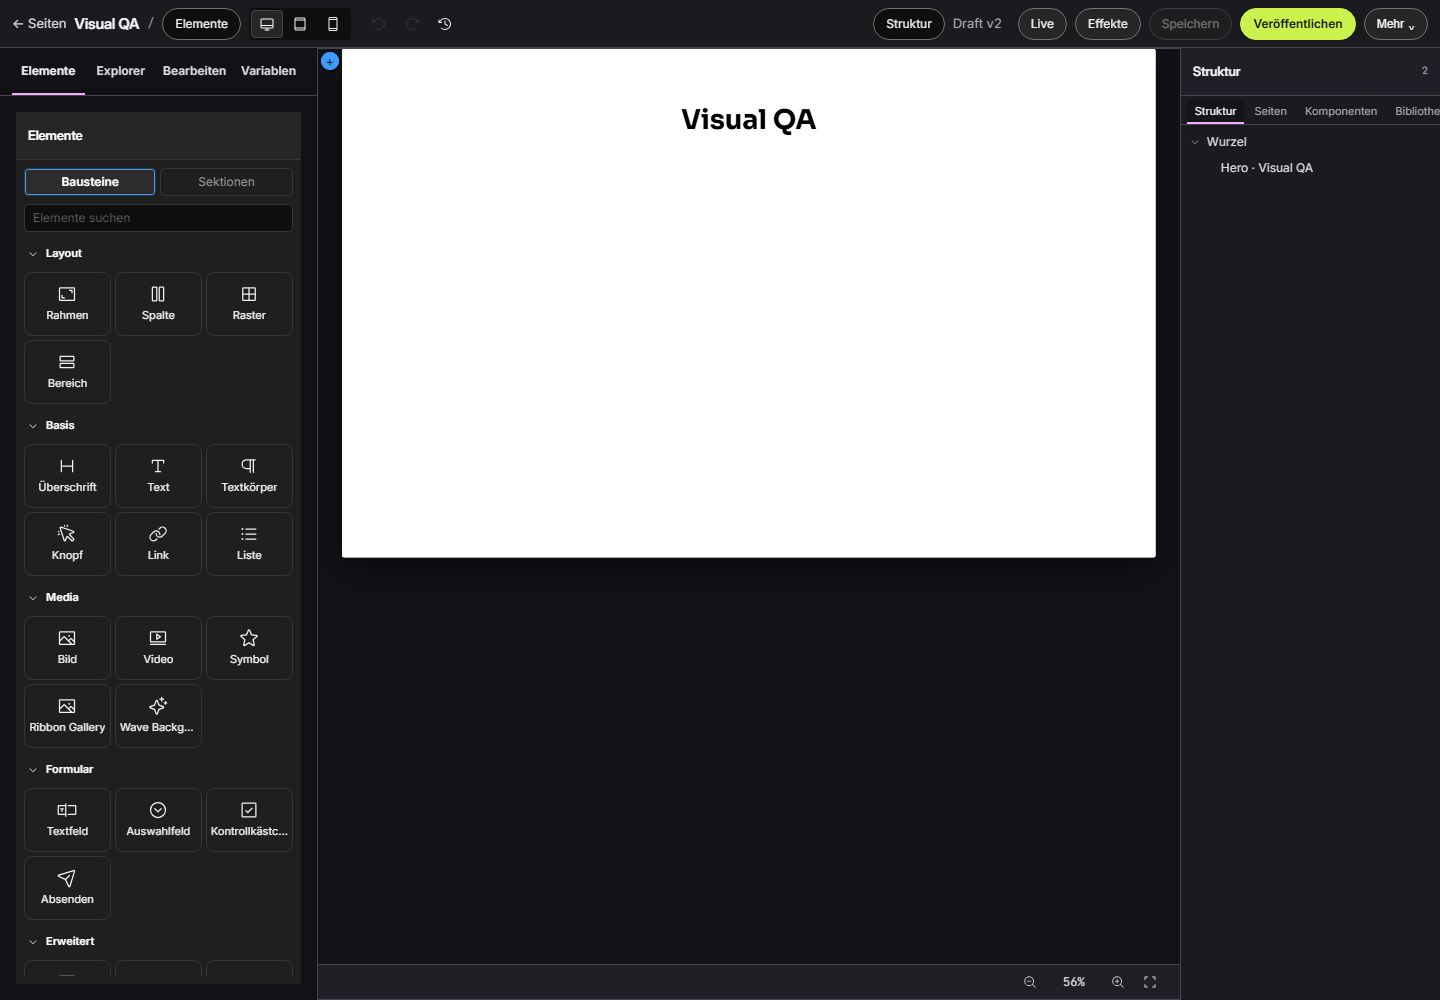 Seiten Visual QA / Elemente
Struktur Draft v2 Live Effekte Speichern Veröffentlichen Mehr
Elemente Explorer Bearbeiten Variablen
Elemente
Bausteine Sektionen
Elemente suchen
Layout
Rahmen Spalte Raster
Bereich
Basis
Überschrift Text Textkörper
Knopf Link Liste
Media
Bild Video Symbol
Ribbon Gallery Wave Backg...
Formular
Textfeld Auswahlfeld Kontrollkästc...
Absenden
Erweitert
Visual QA
56%
Struktur 2
Struktur Seiten Komponenten Bibliothe
Wurzel
Hero · Visual QA